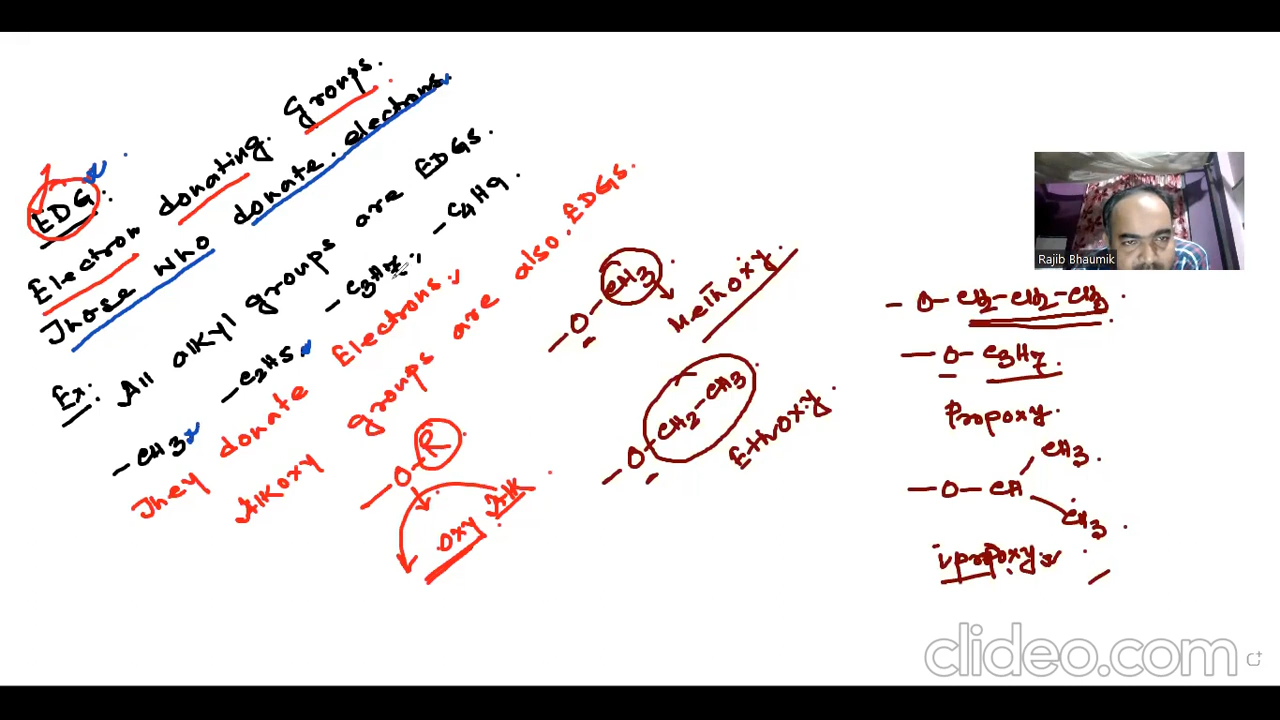 EDG:
Electron donating Groups.
Those who donate electrons
Ex: All alkyl groups are EDGs.
-CH3 -C2H5 -C3H7, -C4H9.
They donate Electrons.
Alkoxy groups are also EDGs.
-O-R
Alk
oxy
-O-CH3
Methoxy
-O-CH2-CH3
Ethoxy
-O-CH2-CH2-CH3
-O-C3H7
Propoxy.
-O-CH
CH3
CH3
ipropoxy
Rajib Bhaumik
clideo.com